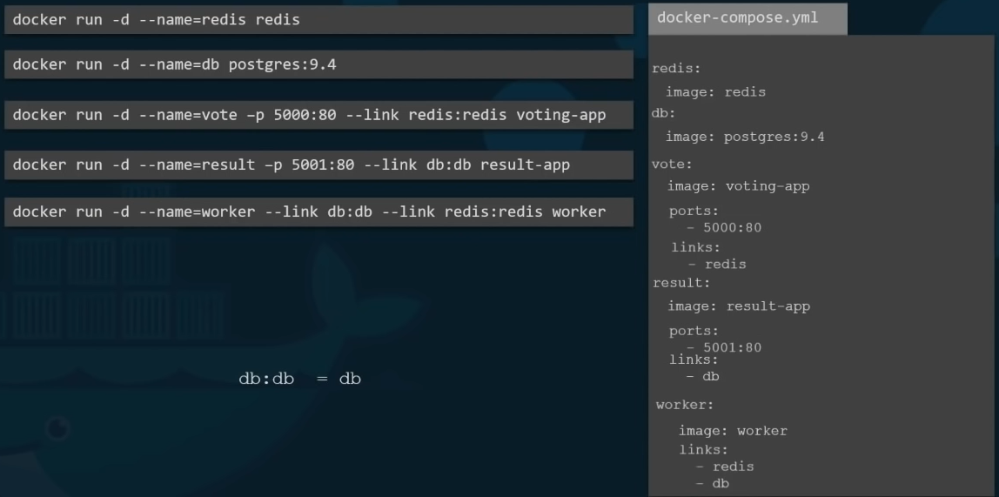 docker run -d --name=redis redis
docker run -d --name=db postgres:9.4
docker run -d --name=vote –p 5000:80 --link redis:redis voting-app
docker run -d --name=result –p 5001:80 --link db:db result-app
docker run -d --name=worker --link db:db --link redis:redis worker
db:db = db
docker-compose.yml
redis:
image: redis
db:
image: postgres:9.4
vote:
image: voting-app
ports:
- 5000:80
links:
- redis
result:
image: result-app
ports:
- 5001:80
links:
- db
worker:
image: worker
links:
- redis
- db